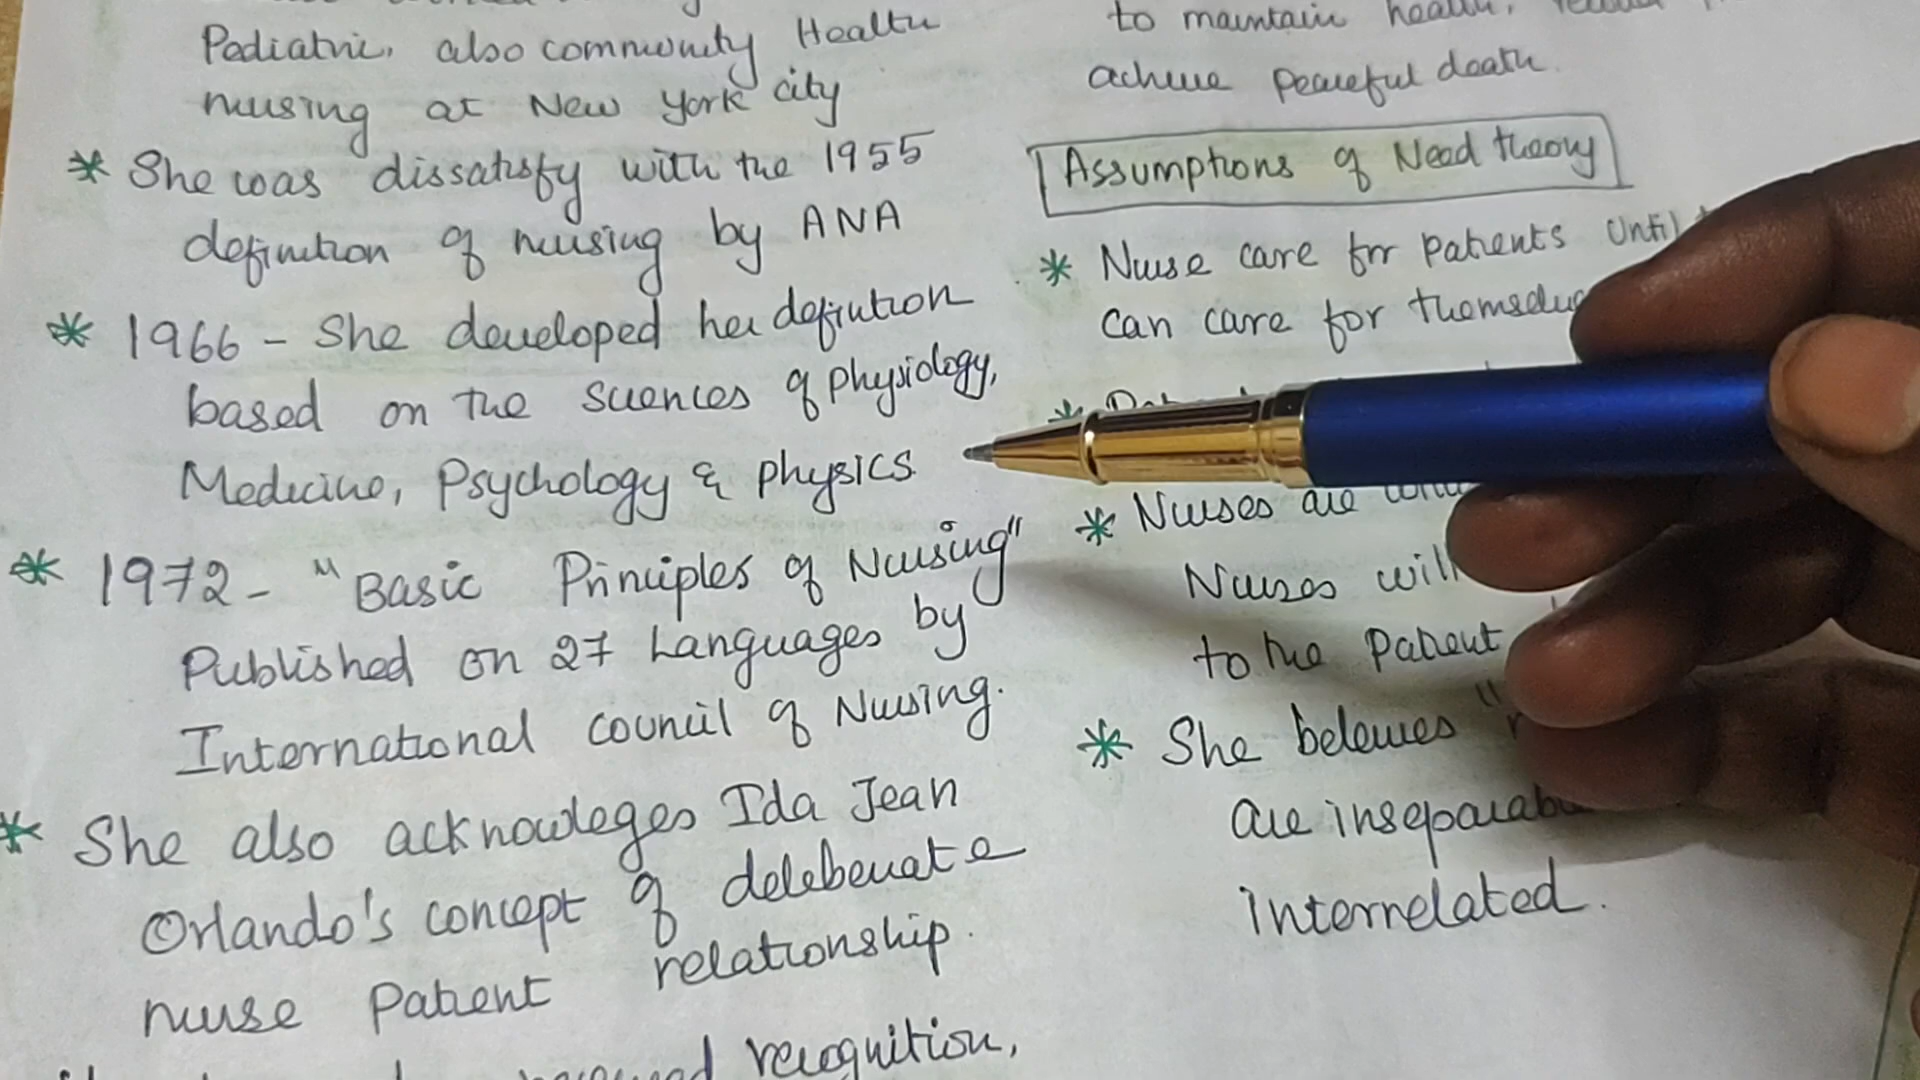 Pediatric, also community Health
nursing at New York city
* She was dissatisfy with the 1955
definition of nursing by ANA
* 1966 - She developed her definition
based on the sciences of physiology,
Medicine, Psychology & physics.
* 1972 - "Basic Principles of Nursing"
Published on 27 Languages by
International council of Nursing.
* She also acknowleges Ida Jean
Orlando's concept of deleberate
nurse Patient relationship.
recognition,
to maintain health,
achieve peaceful death.
Assumptions of Need theory
* Nurse care for patients until
can care for themselves
*
* Nurses are
Nurses will
to the patient
* She beleives "
are inseparable
interrelated.